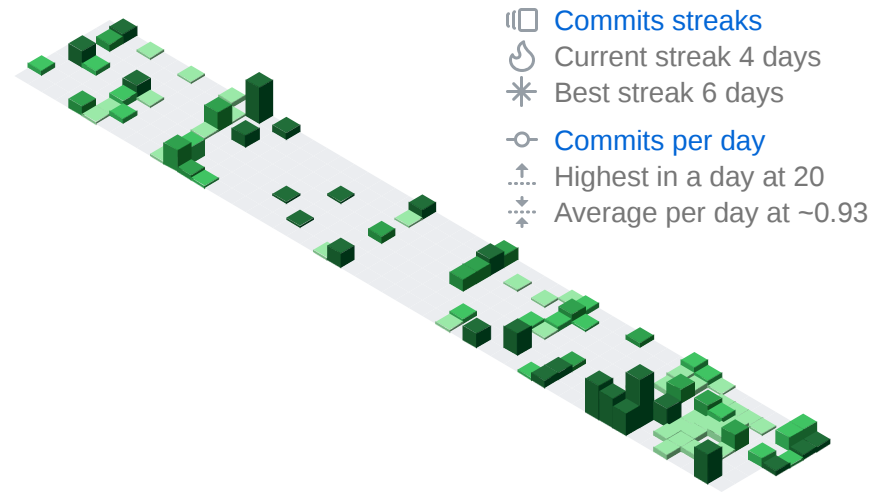 Commits streaks
Current streak 4 days
Best streak 6 days
Commits per day
Highest in a day at 20
Average per day at ~0.93